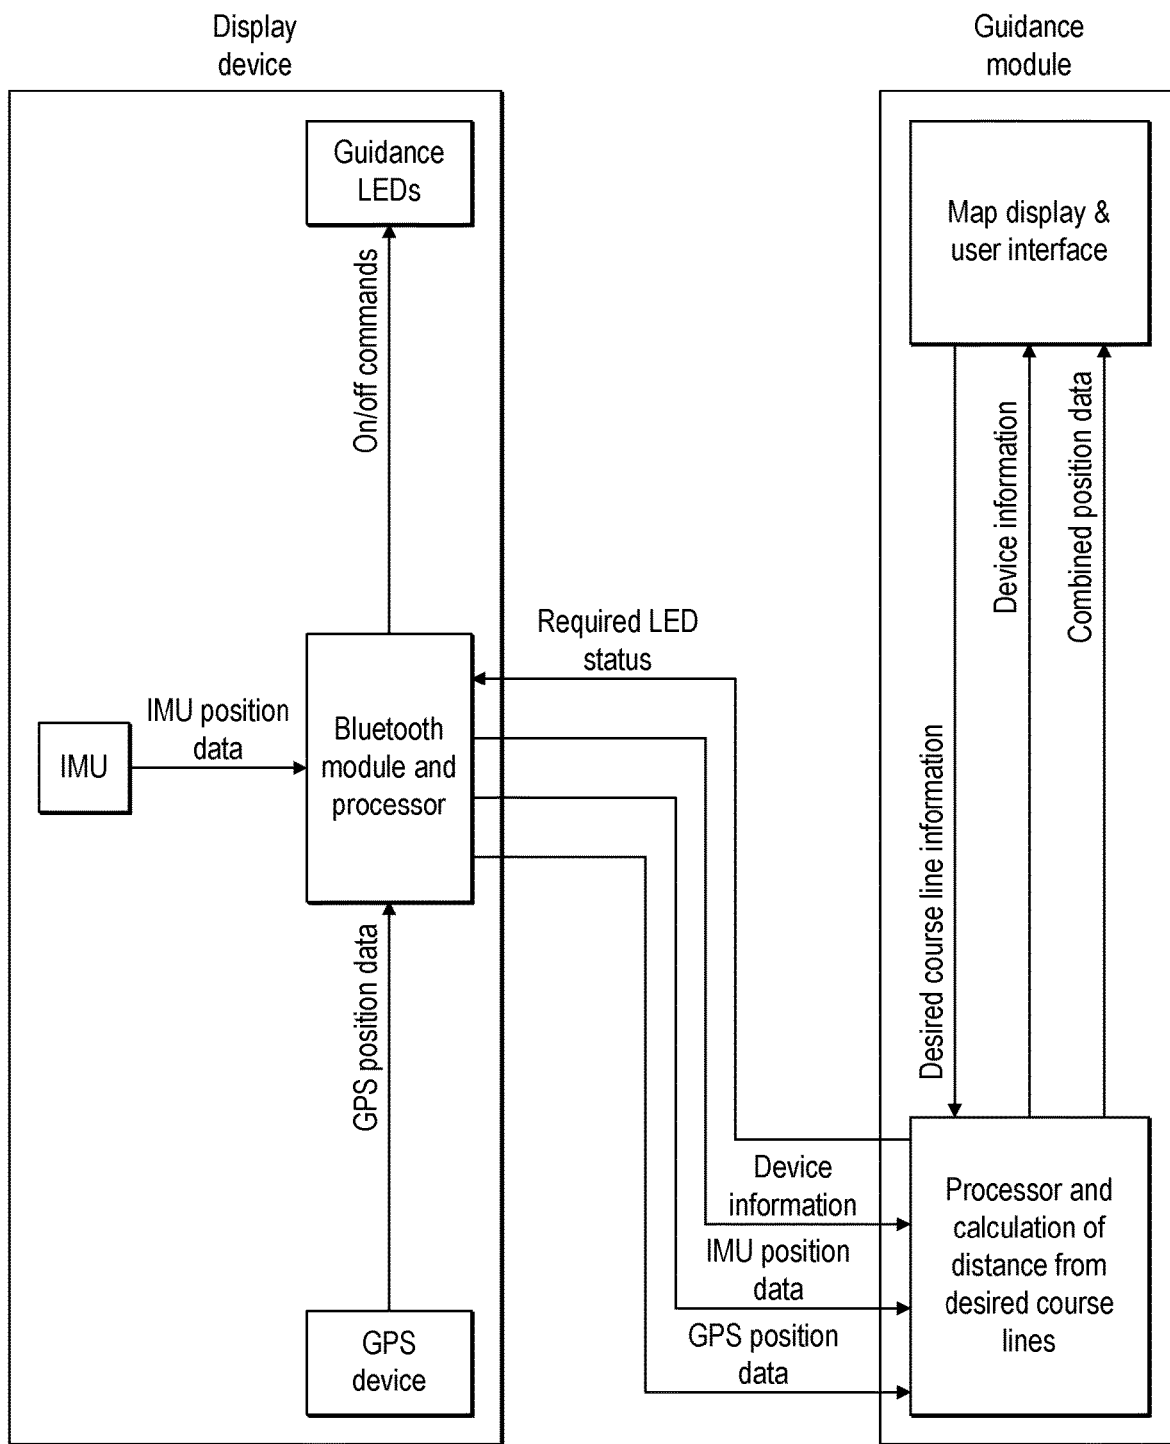 Display
device
Guidance
module
Guidance
LEDs
Map display &
user interface
On/off commands
Device information
Combined position data
Required LED
status
IMU position
data
IMU
Bluetooth
module and
processor
Desired course line information
GPS position data
Device
information
IMU position
data
GPS position
data
Processor and
calculation of
distance from
desired course
lines
GPS
device